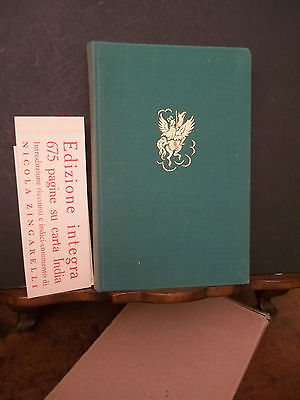 Edizione integra
675 pagine su carta India
Introduzione riassunti e indici-commento di
NICOLA ZINGARELLI